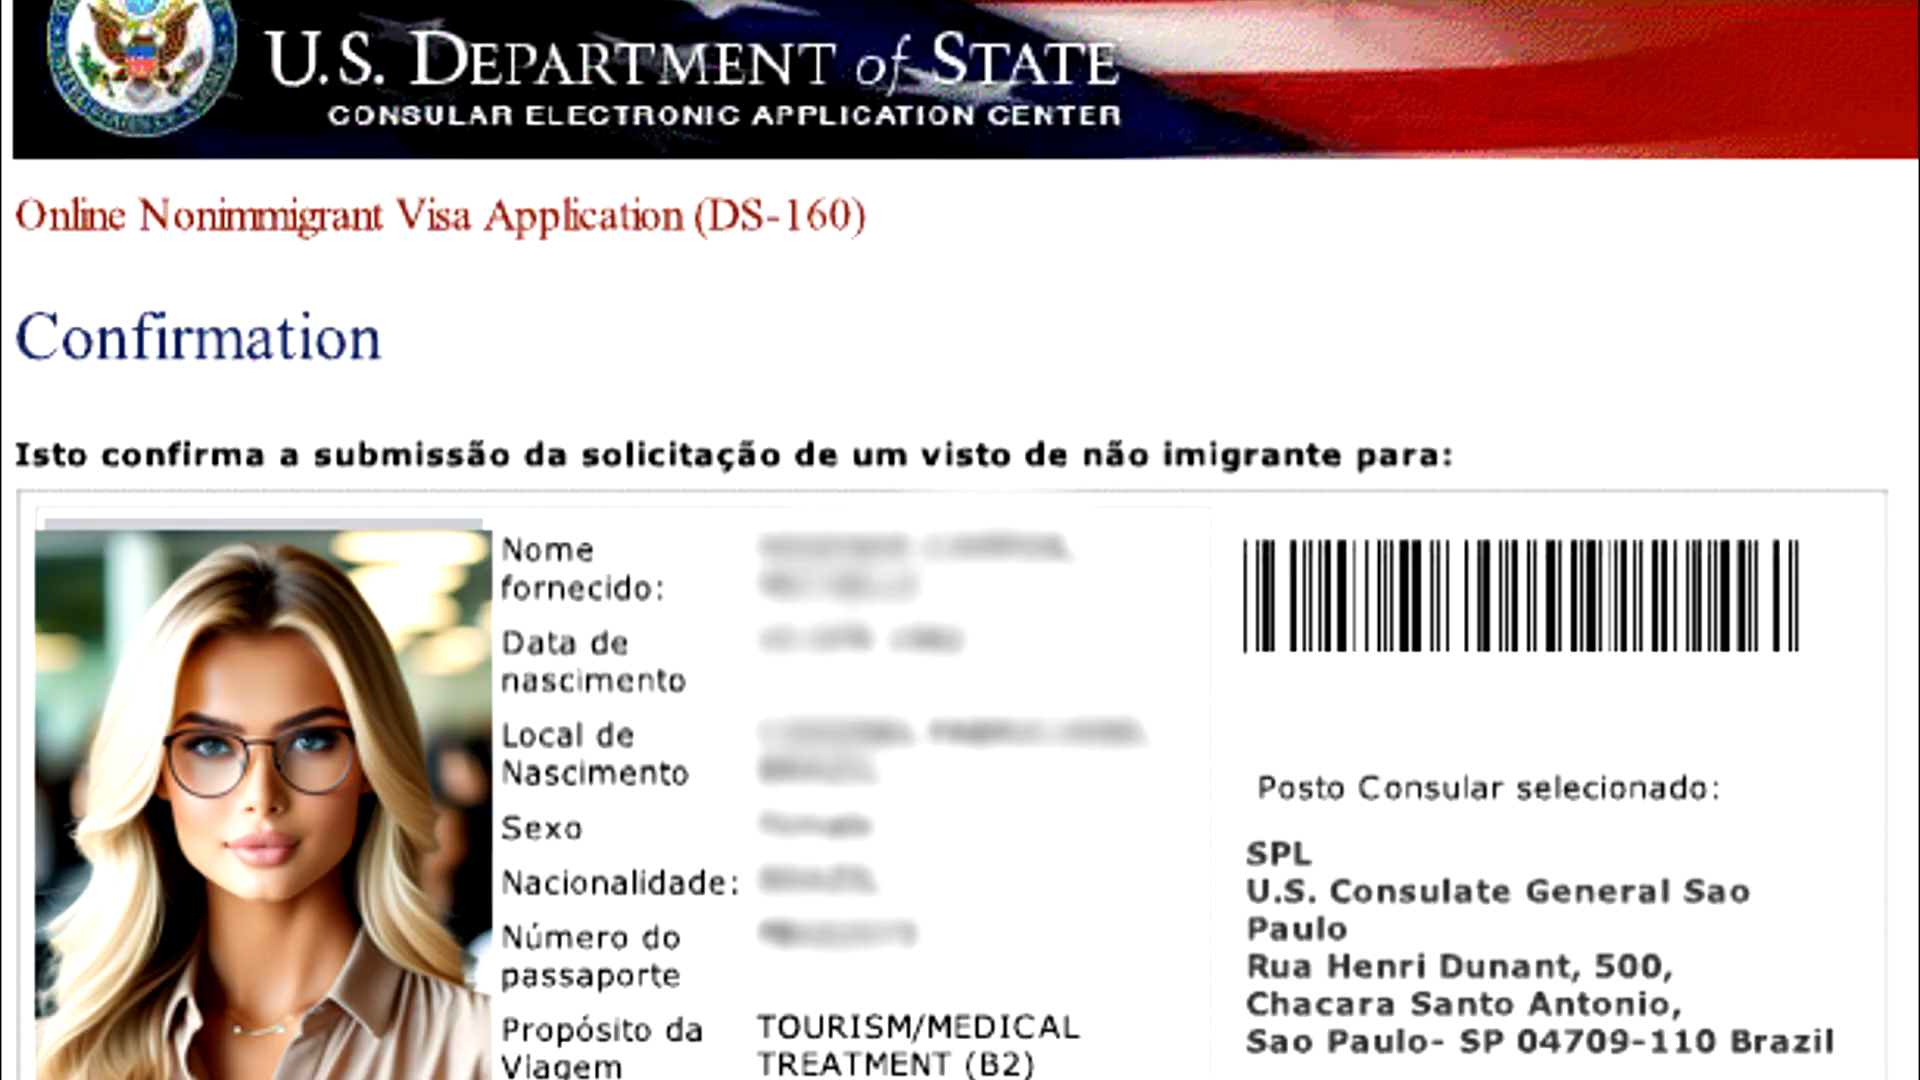 U.S. DEPARTMENT of STATE
CONSULAR ELECTRONIC APPLICATION CENTER
Online Nonimmigrant Visa Application (DS-160)
Confirmation
Isto confirma a submissão da solicitação de um visto de não imigrante para:
Nome
fornecido:
Data de
nascimento
Local de
Nascimento
Sexo
Nacionalidade:
Número do
passaporte
Propósito da
Viagem
TOURISM/MEDICAL
TREATMENT (B2)
Posto Consular selecionado:
SPL
U.S. Consulate General Sao
Paulo
Rua Henri Dunant, 500,
Chacara Santo Antonio,
Sao Paulo- SP 04709-110 Brazil